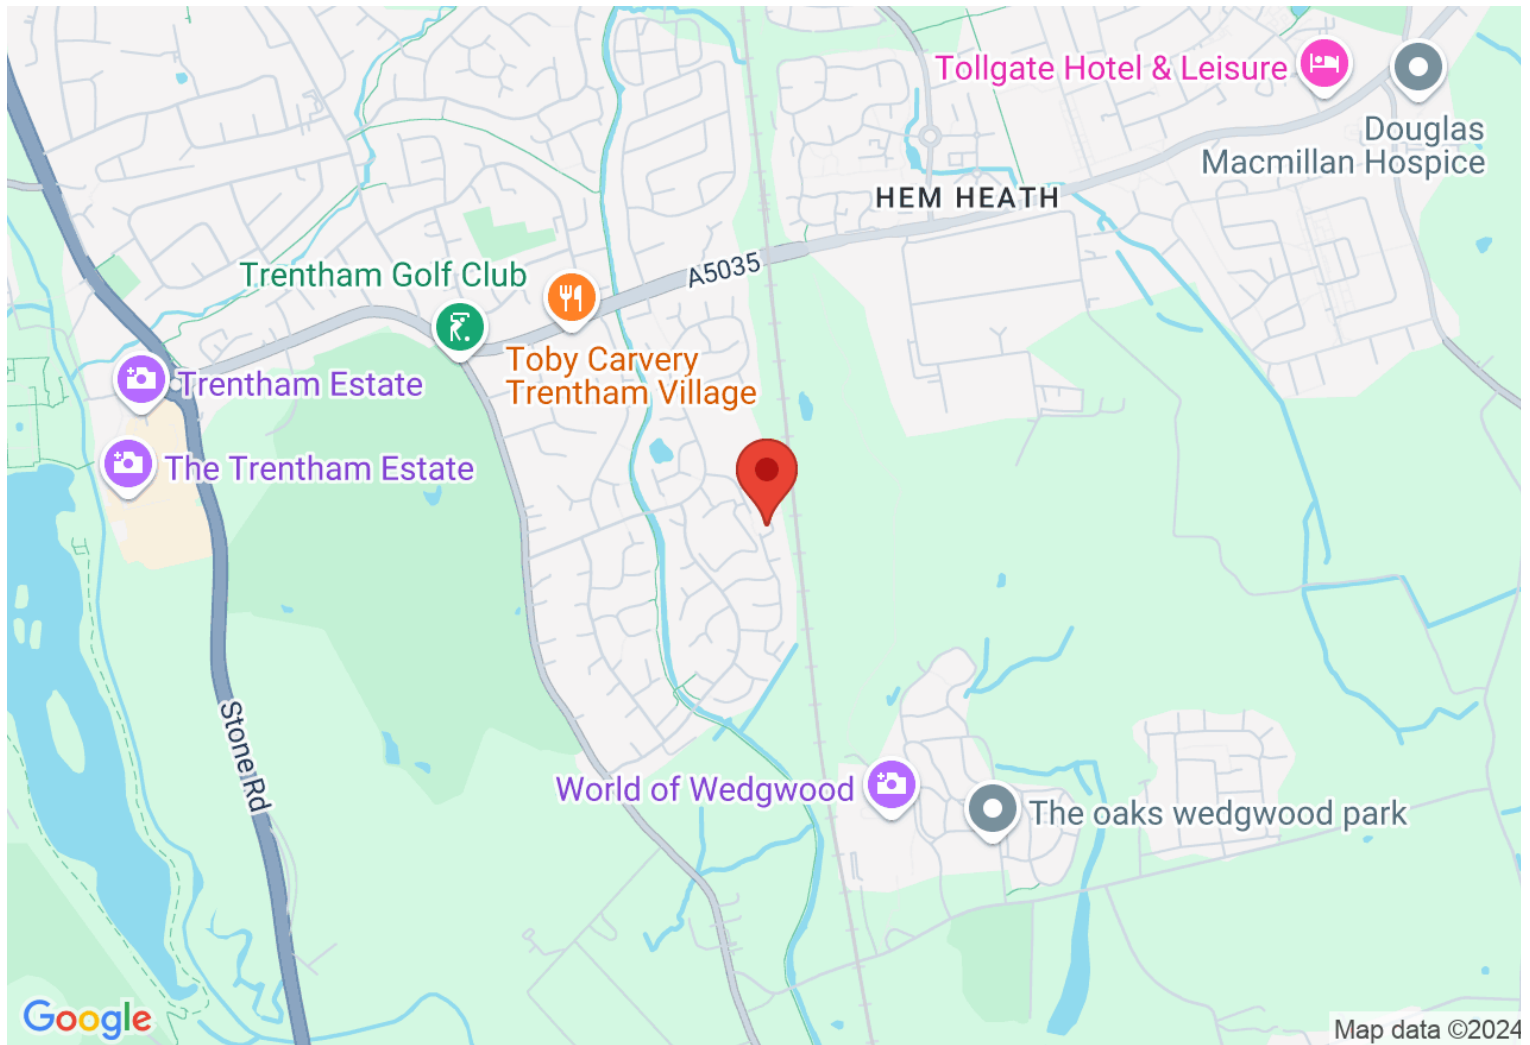 Tollgate Hotel & Leisure
Douglas
Macmillan Hospice
HEM HEATH
A5035
Trentham Golf Club
Toby Carvery
Trentham Village
Trentham Estate
The Trentham Estate
Stone Rd
World of Wedgwood
The oaks wedgwood park
Google
Map data ©2024